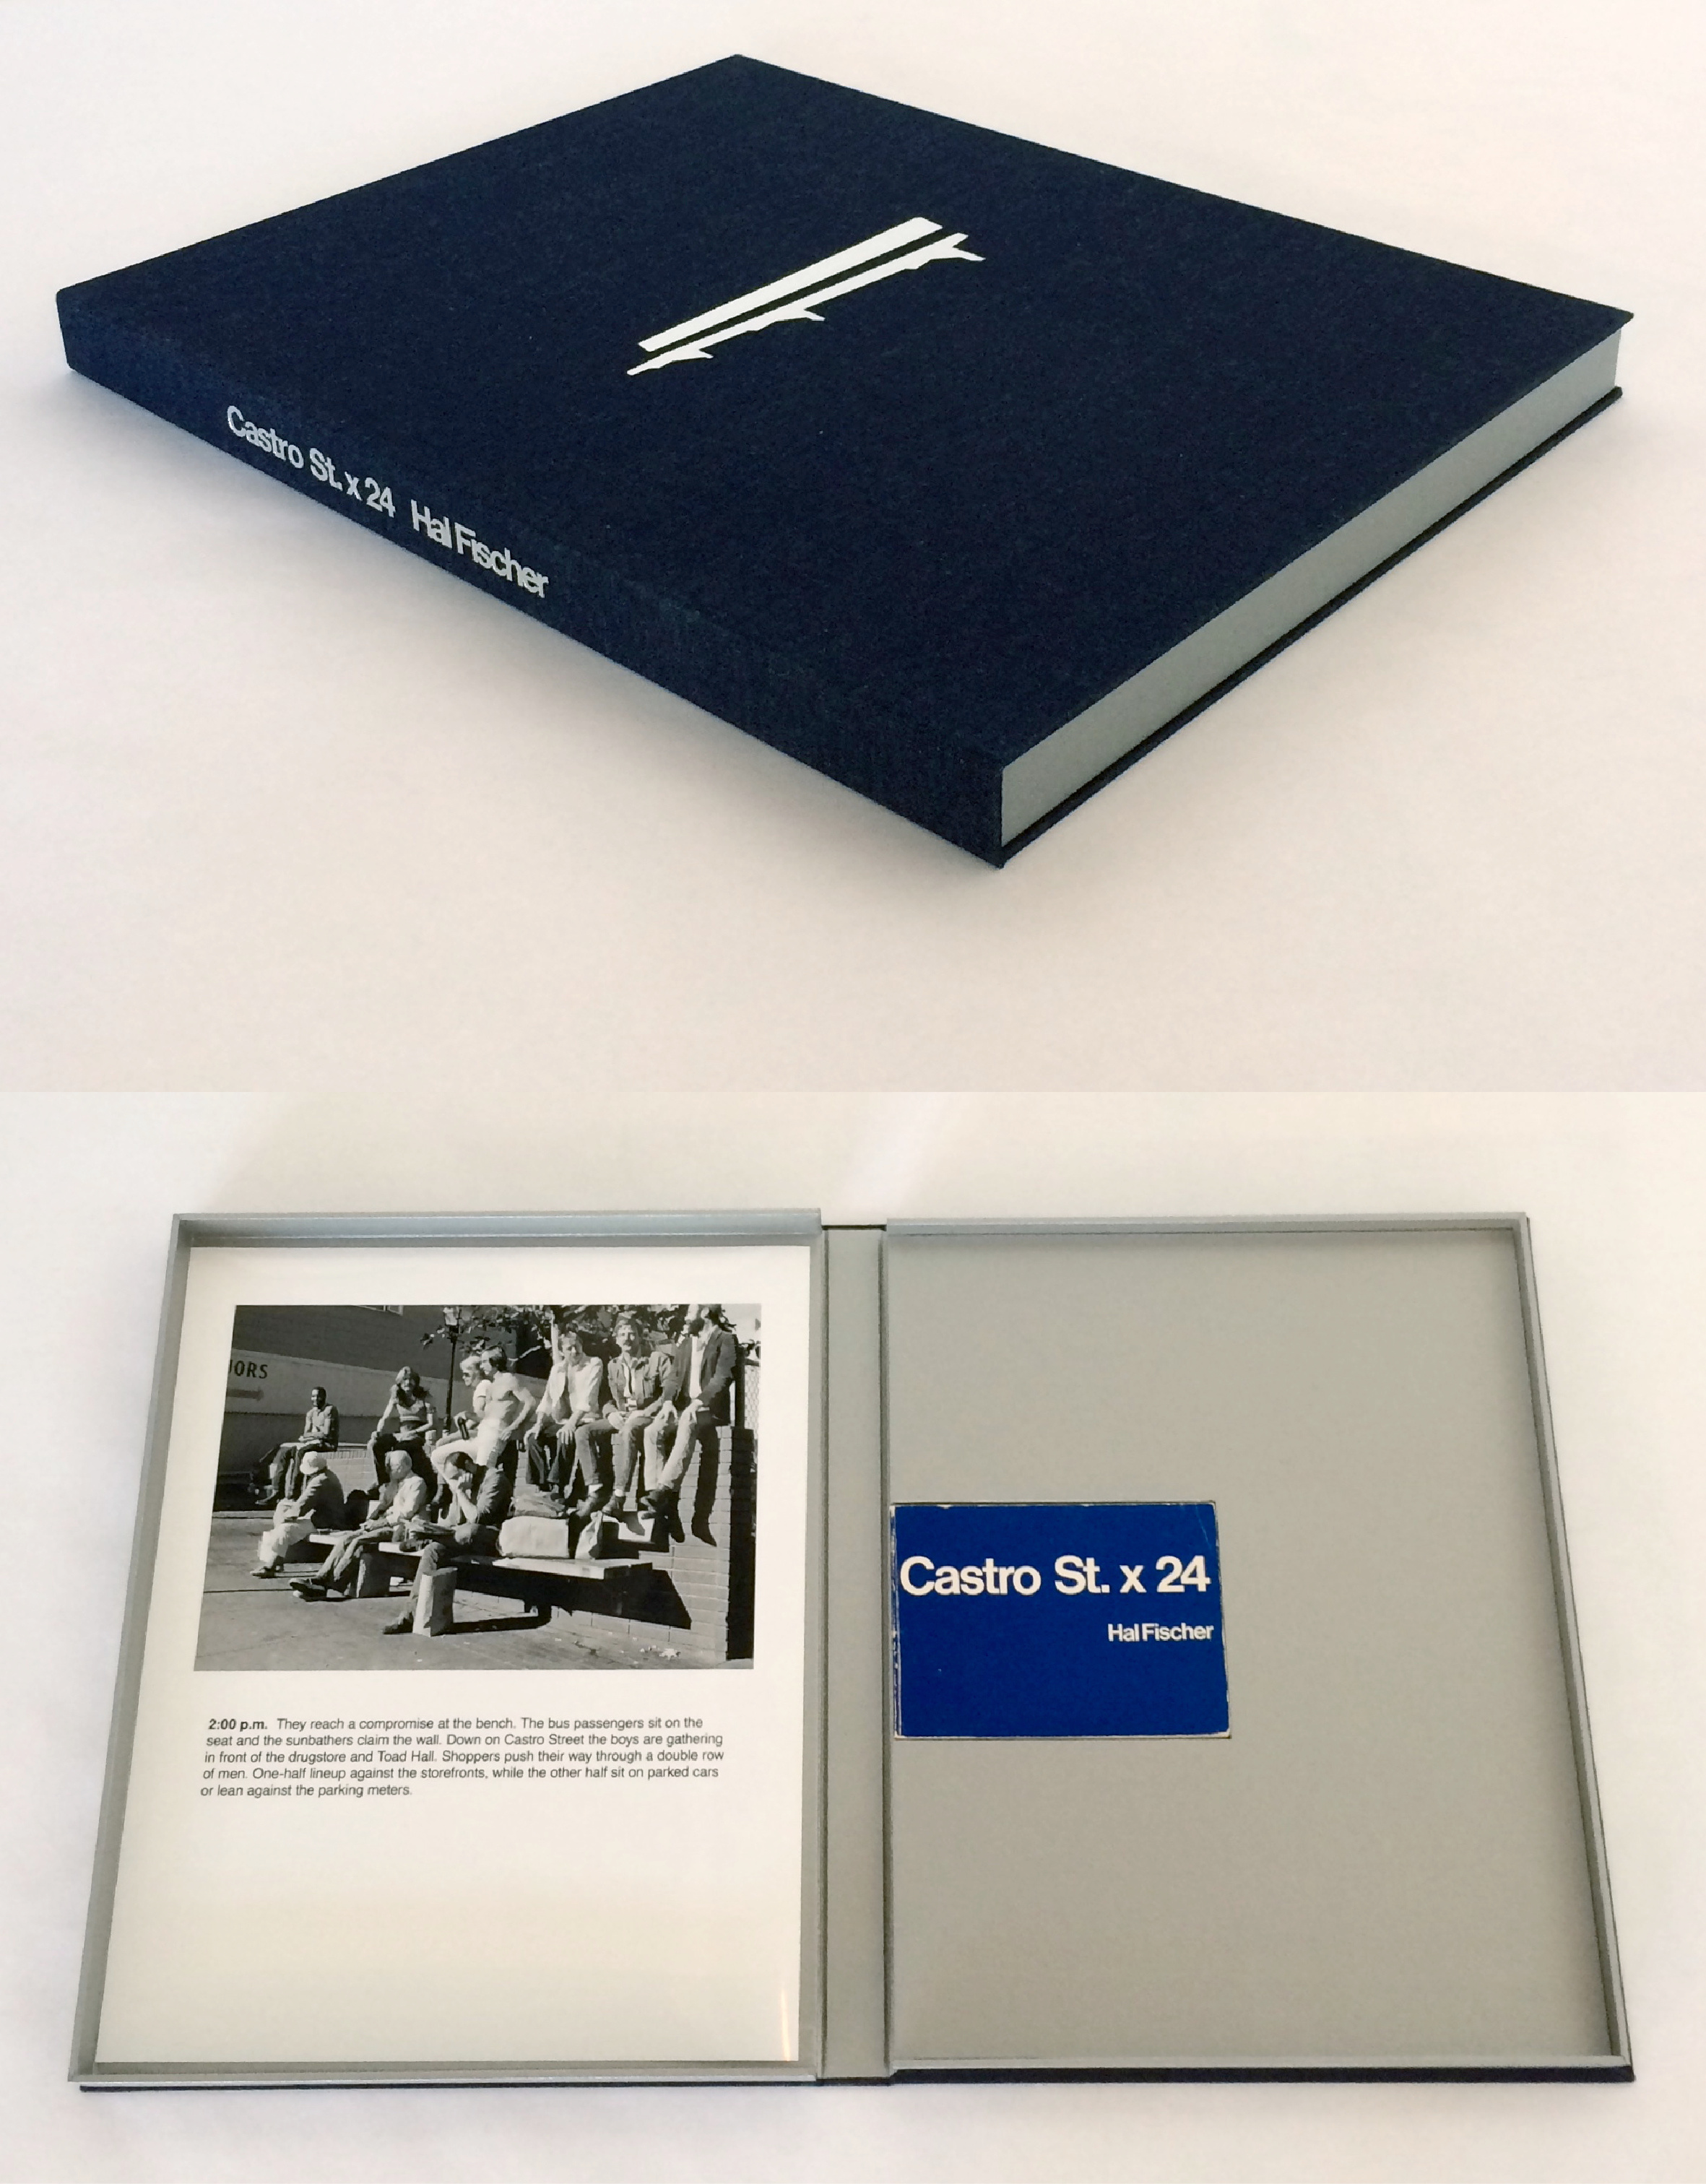 Castro St. x 24 Hal Fischer
IORS
2:00 p.m. They reach a compromise at the bench. The bus passengers sit on the
seat and the sunbathers claim the wall. Down on Castro Street the boys are gathering
in front of the drugstore and Toad Hall. Shoppers push their way through a double row
of men. One-half lineup against the storefronts, while the other half sit on parked cars
or lean against the parking meters.
Castro St. x 24
Hal Fischer